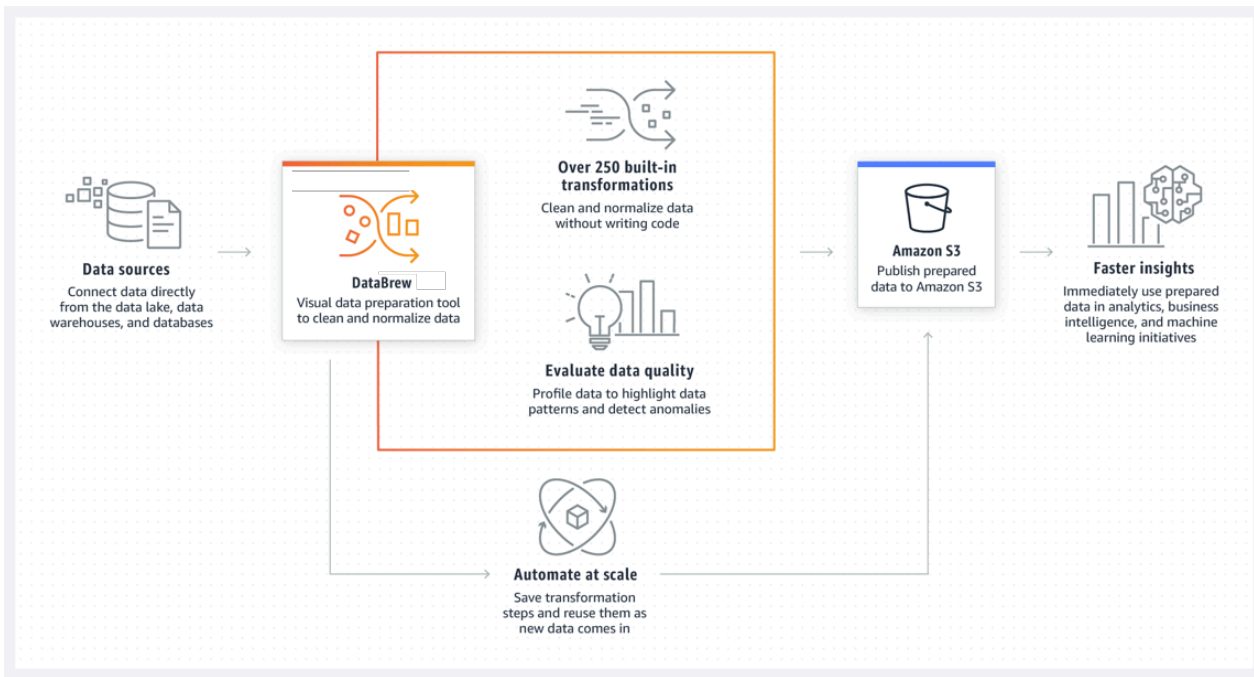 Data sources
Connect data directly
from the data lake, data
warehouses, and databases
DataBrew
Visual data preparation tool
to clean and normalize data
Over 250 built-in
transformations
Clean and normalize data
without writing code
Evaluate data quality
Profile data to highlight data
patterns and detect anomalies
Automate at scale
Save transformation
steps and reuse them as
new data comes in
Amazon S3
Publish prepared
data to Amazon S3
Faster insights
Immediately use prepared
data in analytics, business
intelligence, and machine
learning initiatives